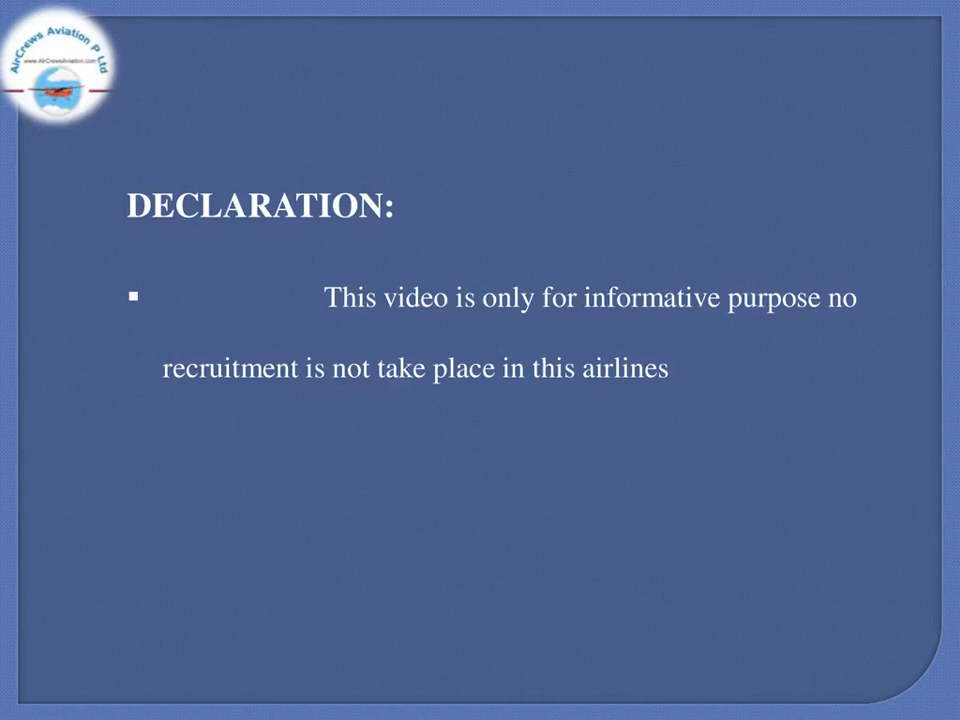 AirCrews Aviation P Ltd
www.AirCrewsAviation.com
DECLARATION:
▪ This video is only for informative purpose no
recruitment is not take place in this airlines